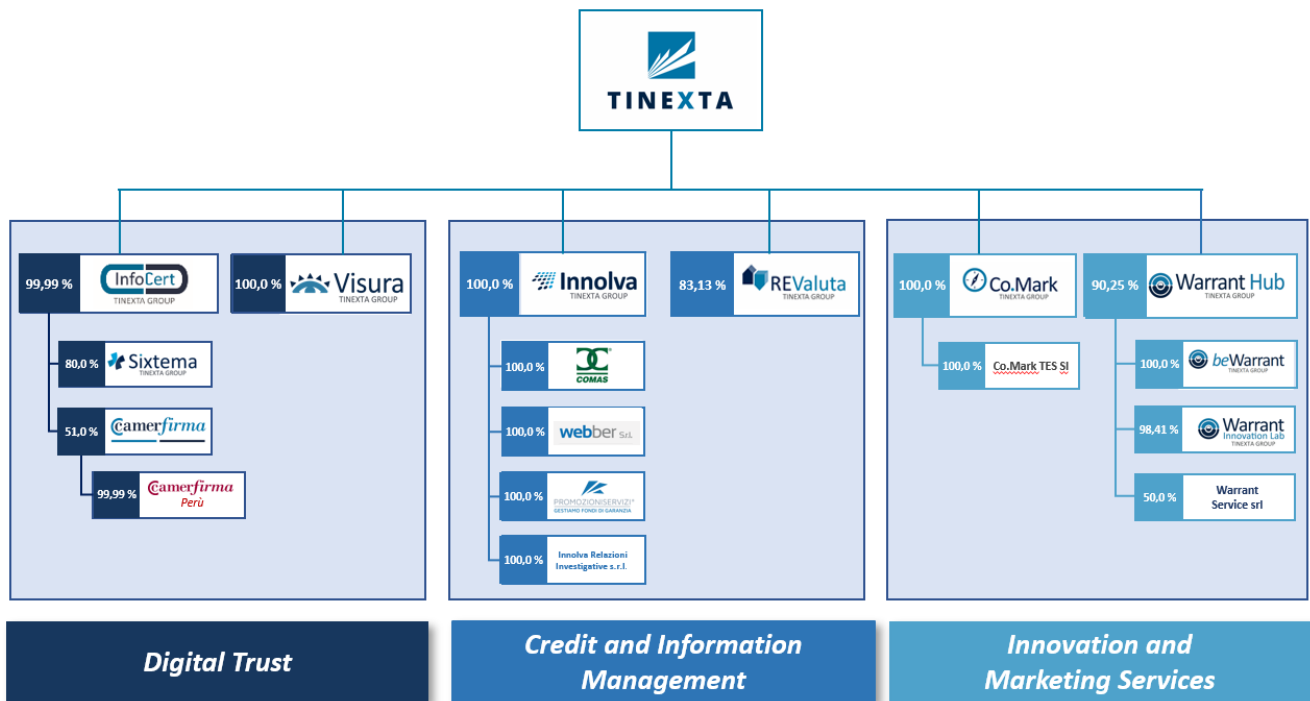 TINEXTA
99,99 %
InfoCert
TINEXTA GROUP
100,0 %
Visura
TINEXTA GROUP
80,0 %
Sixtema
TINEXTA GROUP
51,0 %
Camerfirma
99,99 %
Camerfirma
Perù
100,0 %
Innolva
TINEXTA GROUP
83,13 %
REValuta
TINEXTA GROUP
100,0 %
COMAS
100,0 %
webber S.r.l.
100,0 %
PROMOZIONISERVIZI®
GESTIAMO FONDI DI GARANZIA
100,0 %
Innolva Relazioni
Investigative s.r.l.
100,0 %
Co.Mark
TINEXTA GROUP
90,25 %
Warrant Hub
TINEXTA GROUP
100,0 %
Co.Mark TES Sl
100,0 %
beWarrant
TINEXTA GROUP
98,41 %
Warrant
Innovation Lab
TINEXTA GROUP
50,0 %
Warrant
Service srl
Digital Trust
Credit and Information
Management
Innovation and
Marketing Services